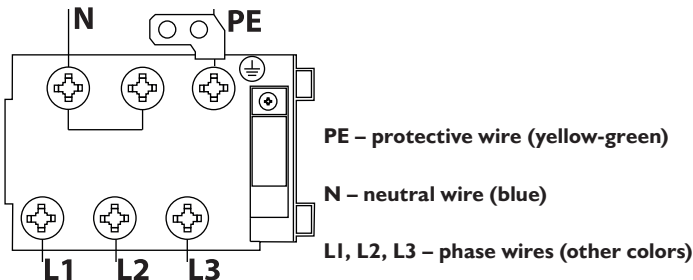 N
PE
PE – protective wire (yellow-green)
N – neutral wire (blue)
L1, L2, L3 – phase wires (other colors)
L1 L2 L3